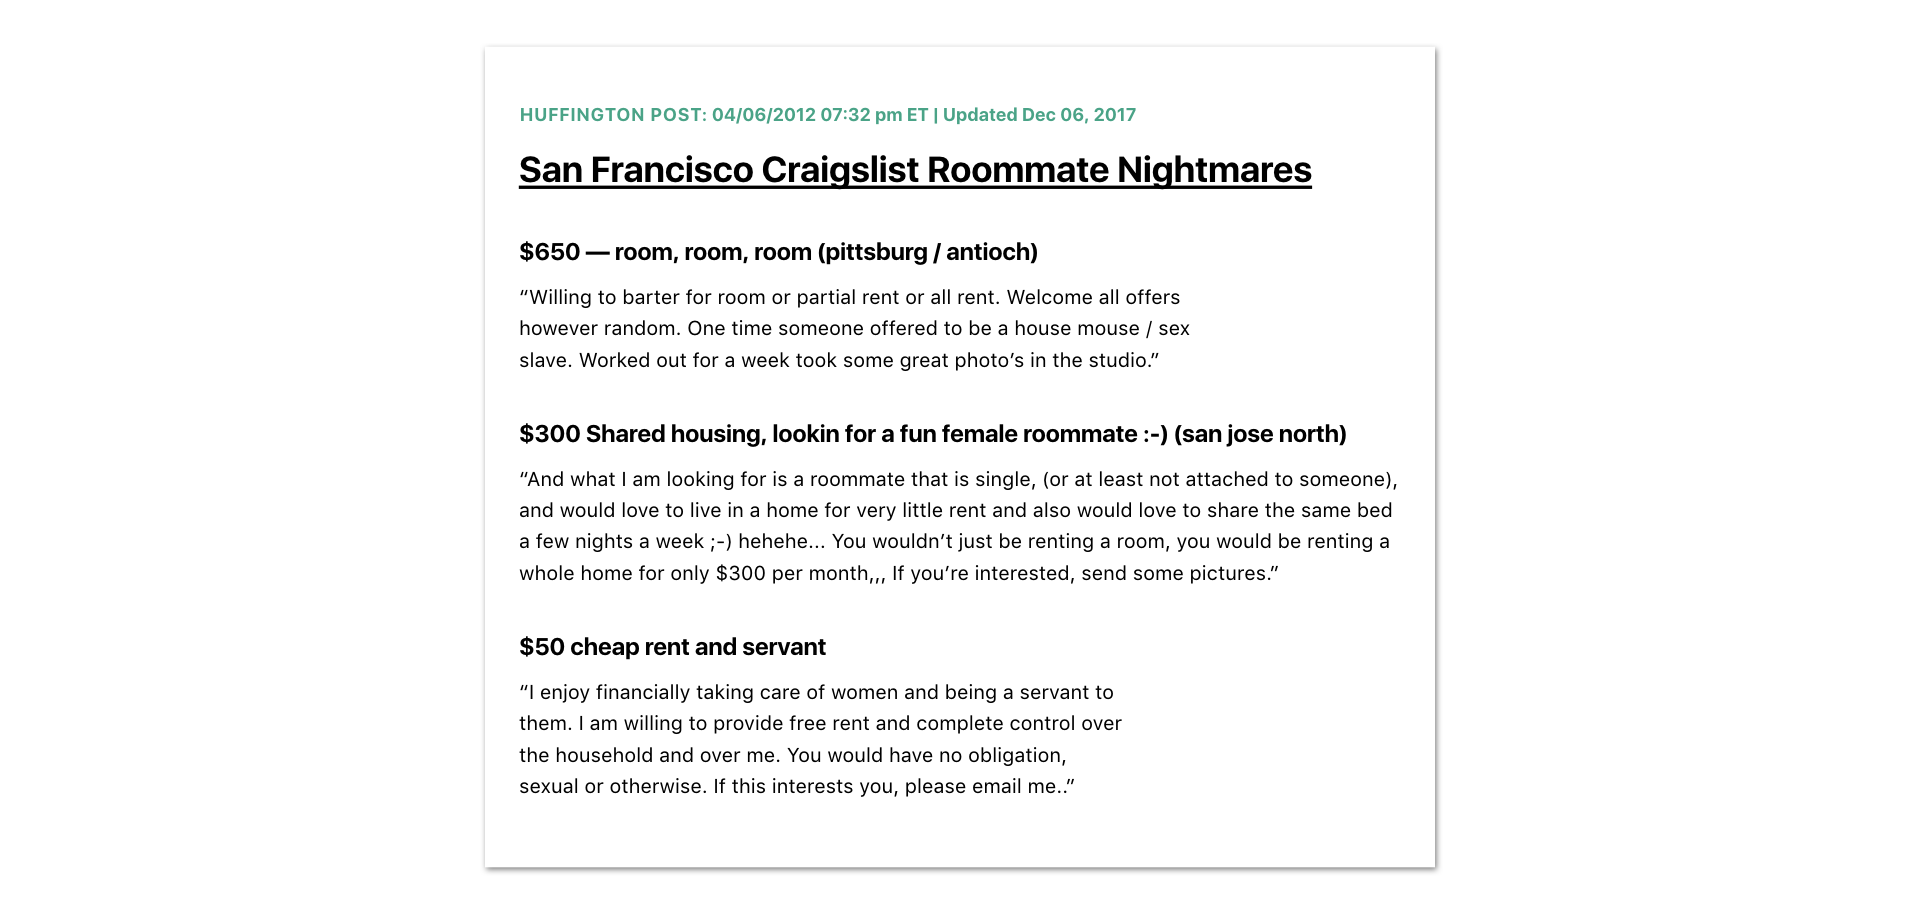 HUFFINGTON POST: 04/06/2012 07:32 pm ET | Updated Dec 06, 2017
San Francisco Craigslist Roommate Nightmares
$650 — room, room, room (pittsburg / antioch)
“Willing to barter for room or partial rent or all rent. Welcome all offers
however random. One time someone offered to be a house mouse / sex
slave. Worked out for a week took some great photo’s in the studio.”
$300 Shared housing, lookin for a fun female roommate :-) (san jose north)
“And what I am looking for is a roommate that is single, (or at least not attached to someone),
and would love to live in a home for very little rent and also would love to share the same bed
a few nights a week ;-) hehehe... You wouldn’t just be renting a room, you would be renting a
whole home for only $300 per month,,, If you’re interested, send some pictures.”
$50 cheap rent and servant
“I enjoy financially taking care of women and being a servant to
them. I am willing to provide free rent and complete control over
the household and over me. You would have no obligation,
sexual or otherwise. If this interests you, please email me..”